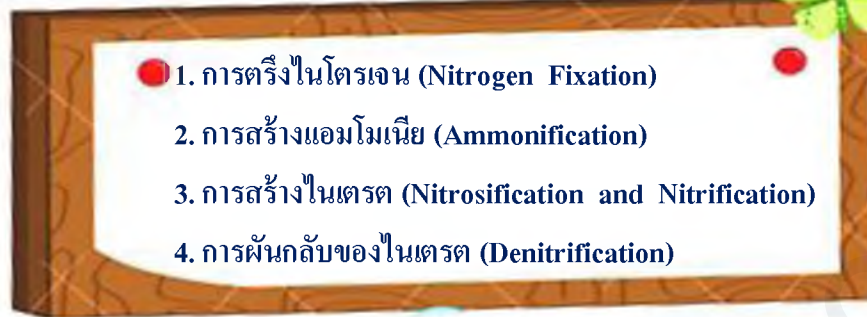 1. การตรึงไนโตรเจน (Nitrogen Fixation)
2. การสร้างแอมโมเนีย (Ammonification)
3. การสร้างไนเตรต (Nitrosification and Nitrification)
4. การผันกลับของไนเตรต (Denitrification)